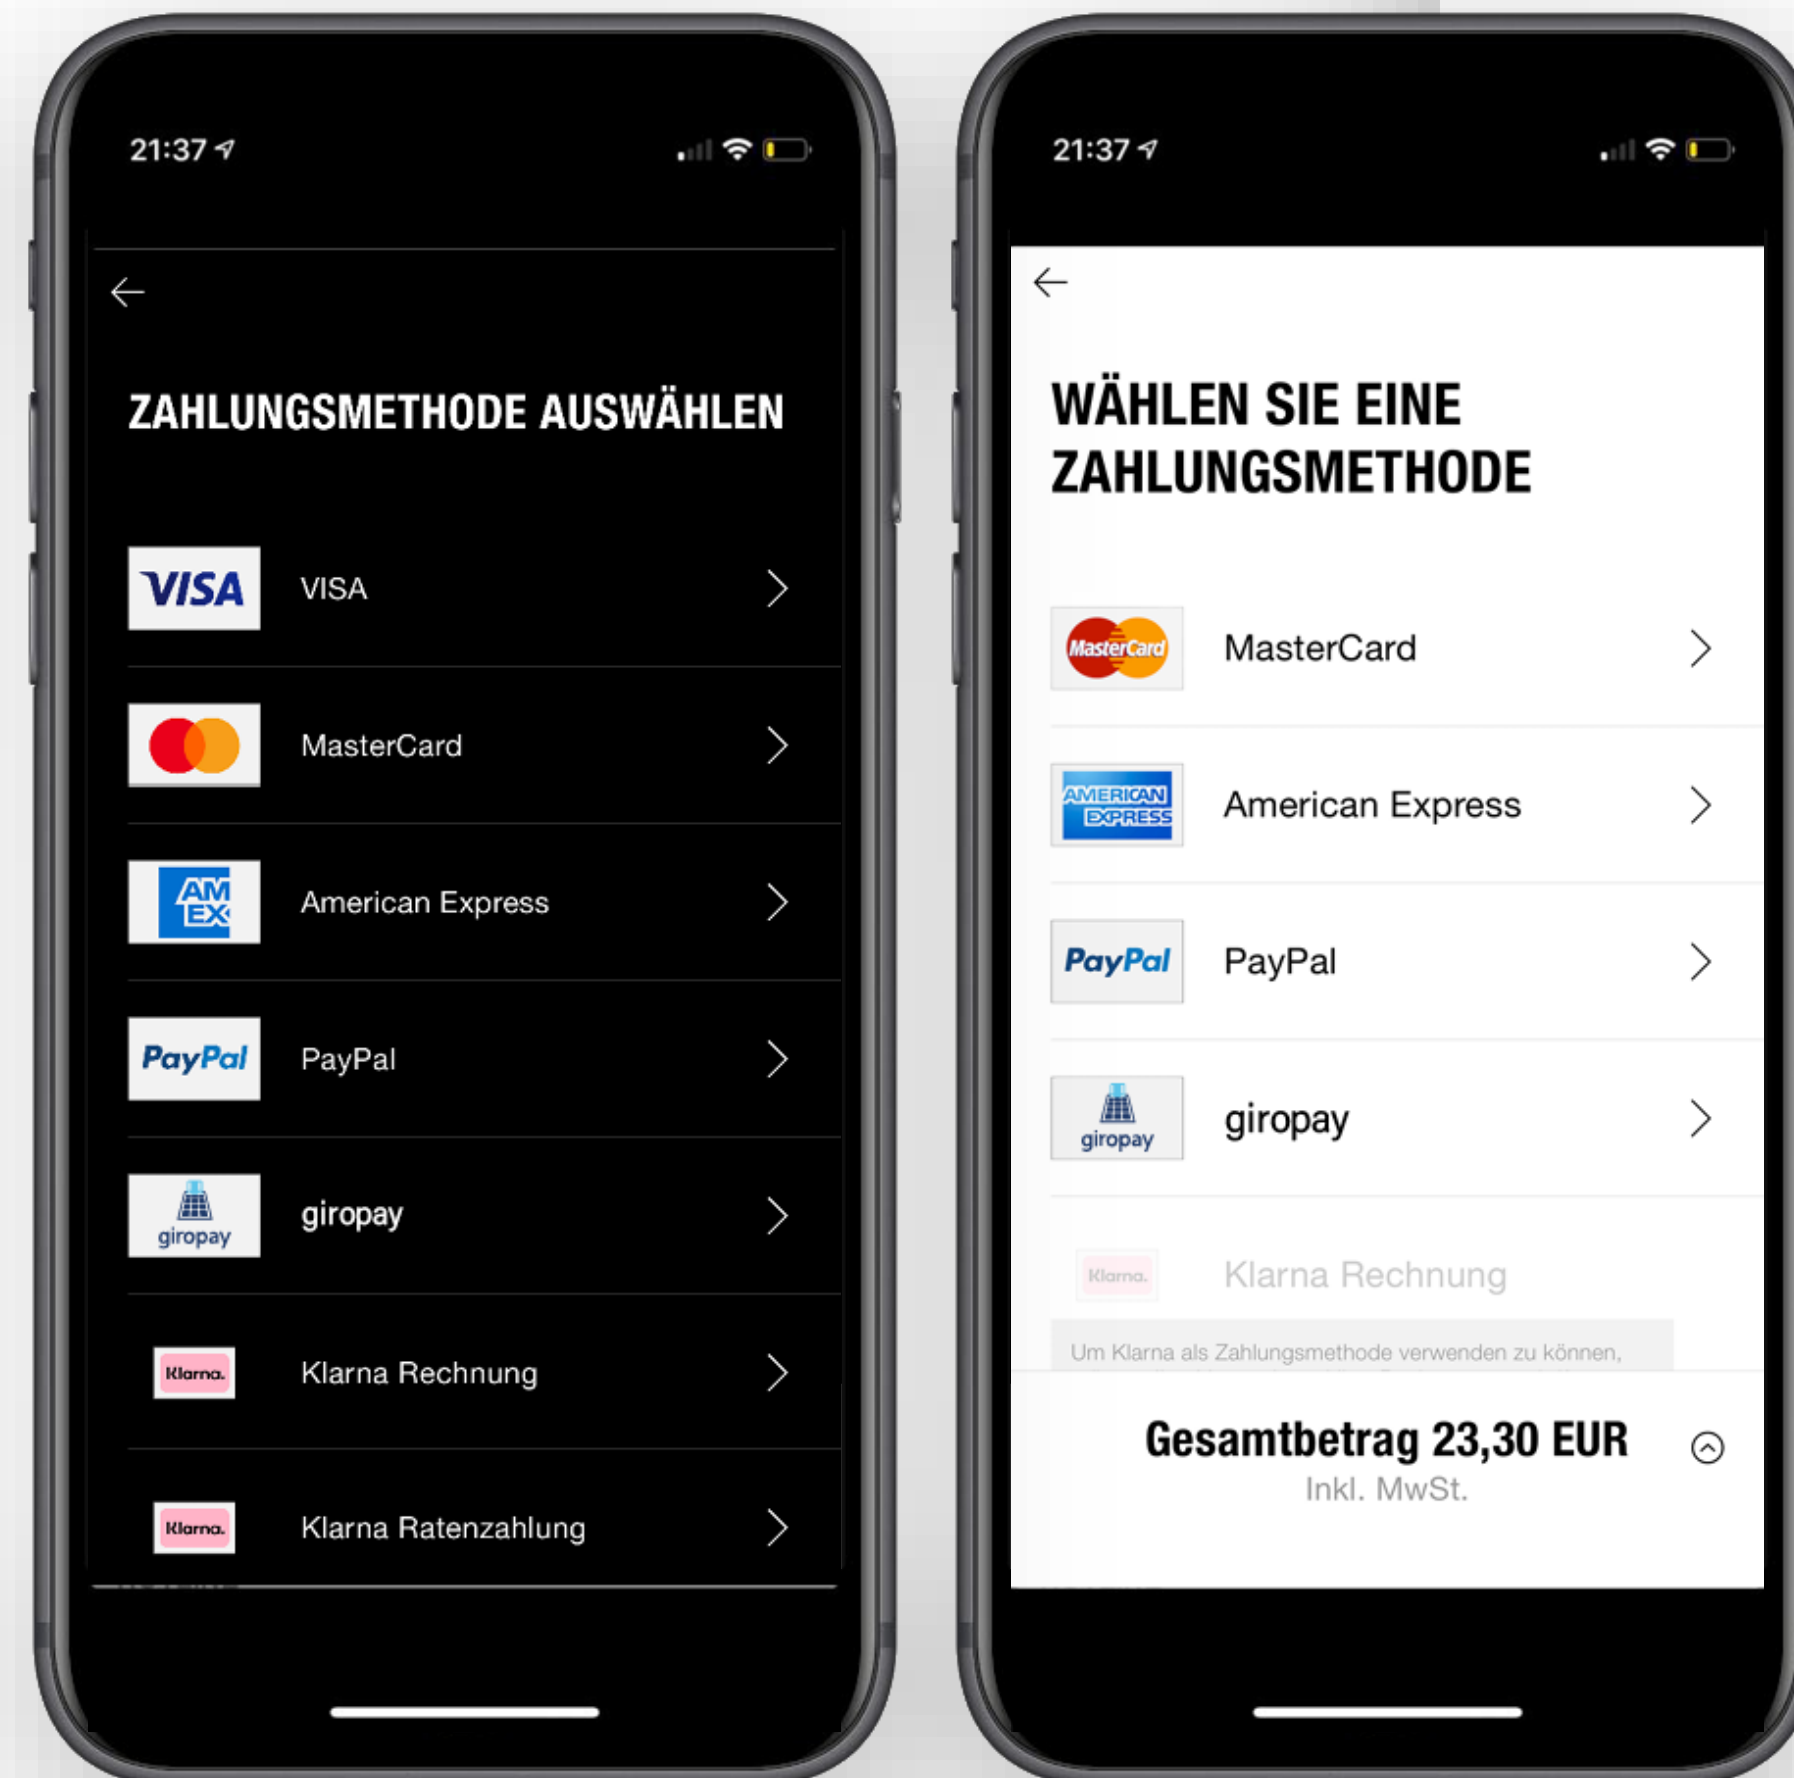 21:37
ZAHLUNGSMETHODE AUSWÄHLEN
VISA VISA
MasterCard
AM
EX
American Express
PayPal PayPal
giropay giropay
Klarna. Klarna Rechnung
Klarna. Klarna Ratenzahlung
21:37
WÄHLEN SIE EINE
ZAHLUNGSMETHODE
MasterCard MasterCard
AMERICAN
EXPRESS
American Express
PayPal PayPal
giropay giropay
Klarna. Klarna Rechnung
Um Klarna als Zahlungsmethode verwenden zu können,
Gesamtbetrag 23,30 EUR
Inkl. MwSt.